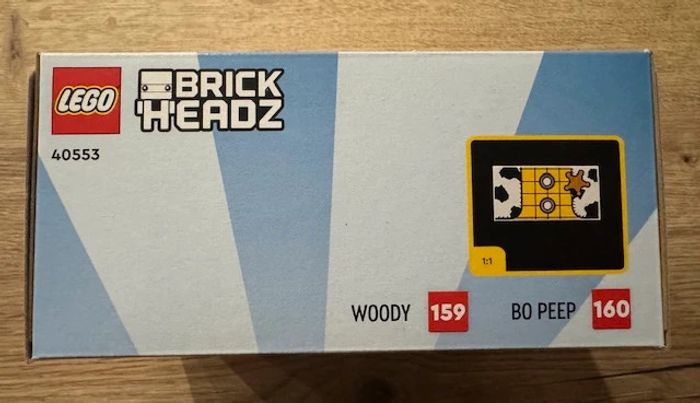 LEGO
BRICK
HEADZ
40553
1:1
WOODY 159 BO PEEP 160